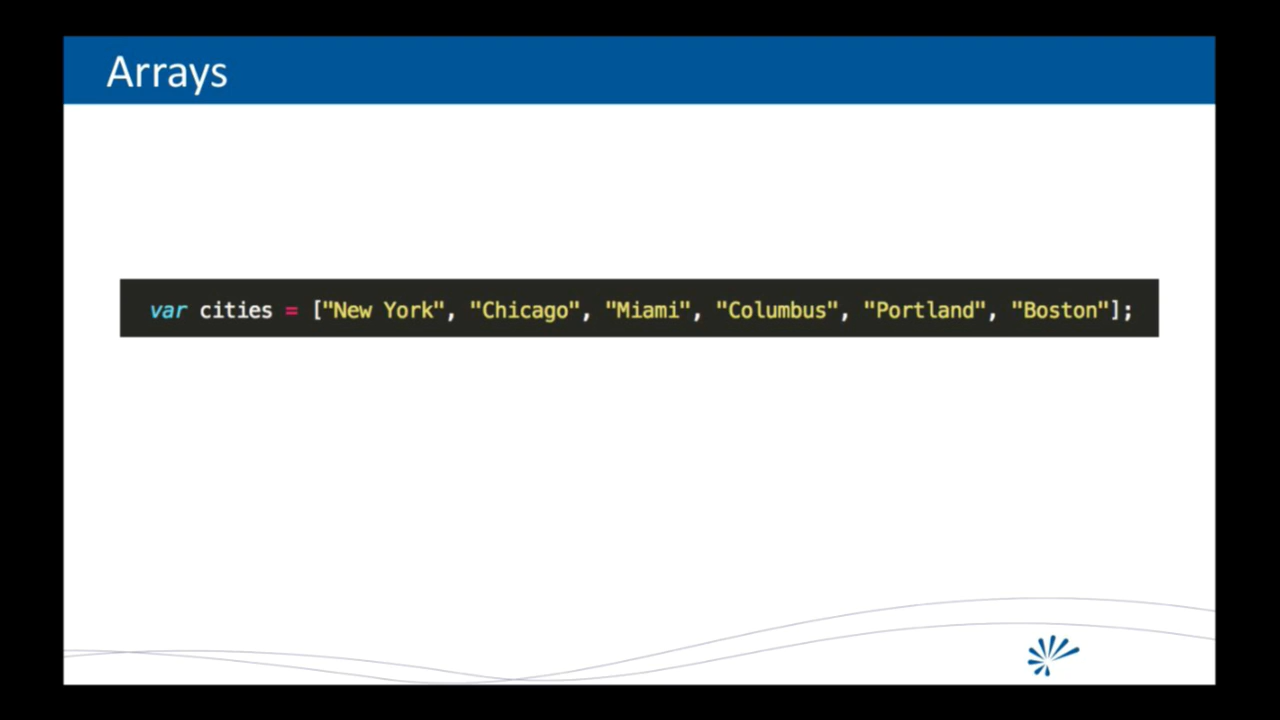 Arrays
var cities = ["New York", "Chicago", "Miami", "Columbus", "Portland", "Boston"];